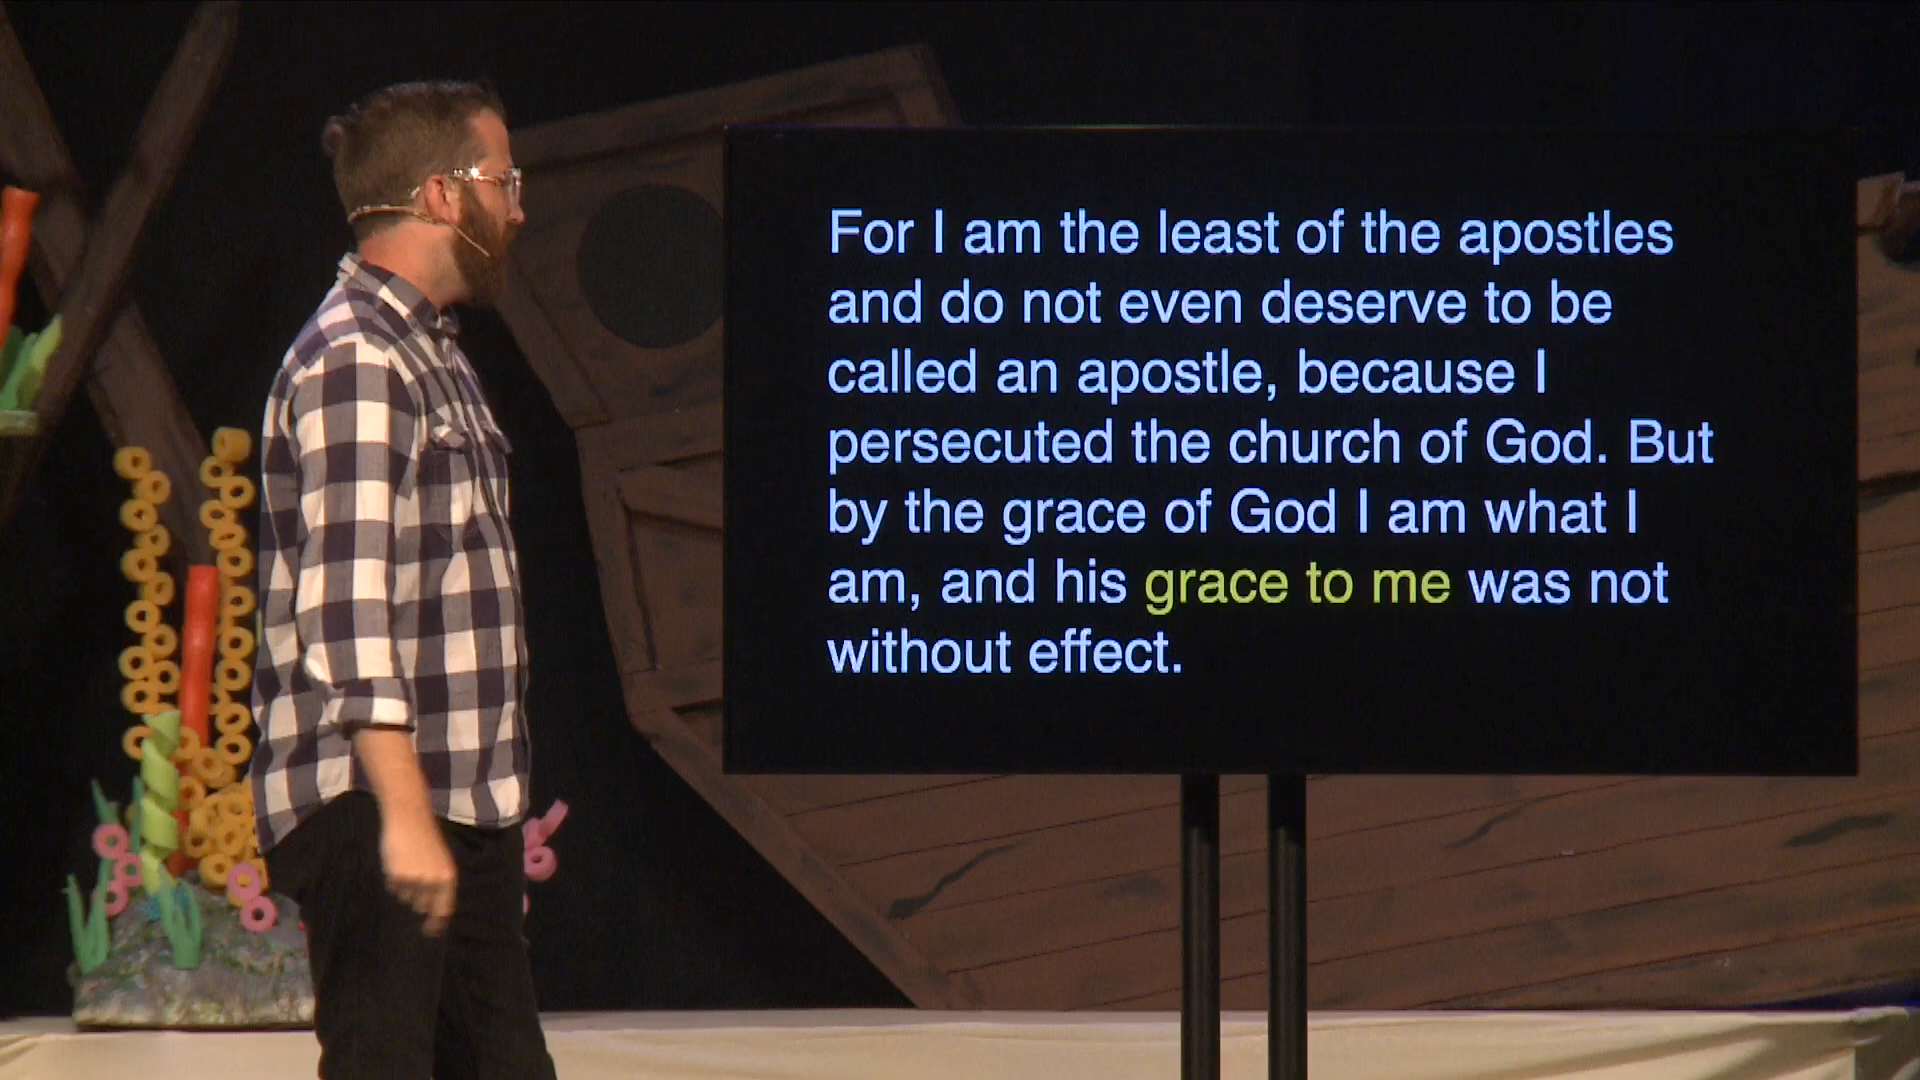 For I am the least of the apostles
and do not even deserve to be
called an apostle, because I
persecuted the church of God. But
by the grace of God I am what I
am, and his grace to me was not
without effect.